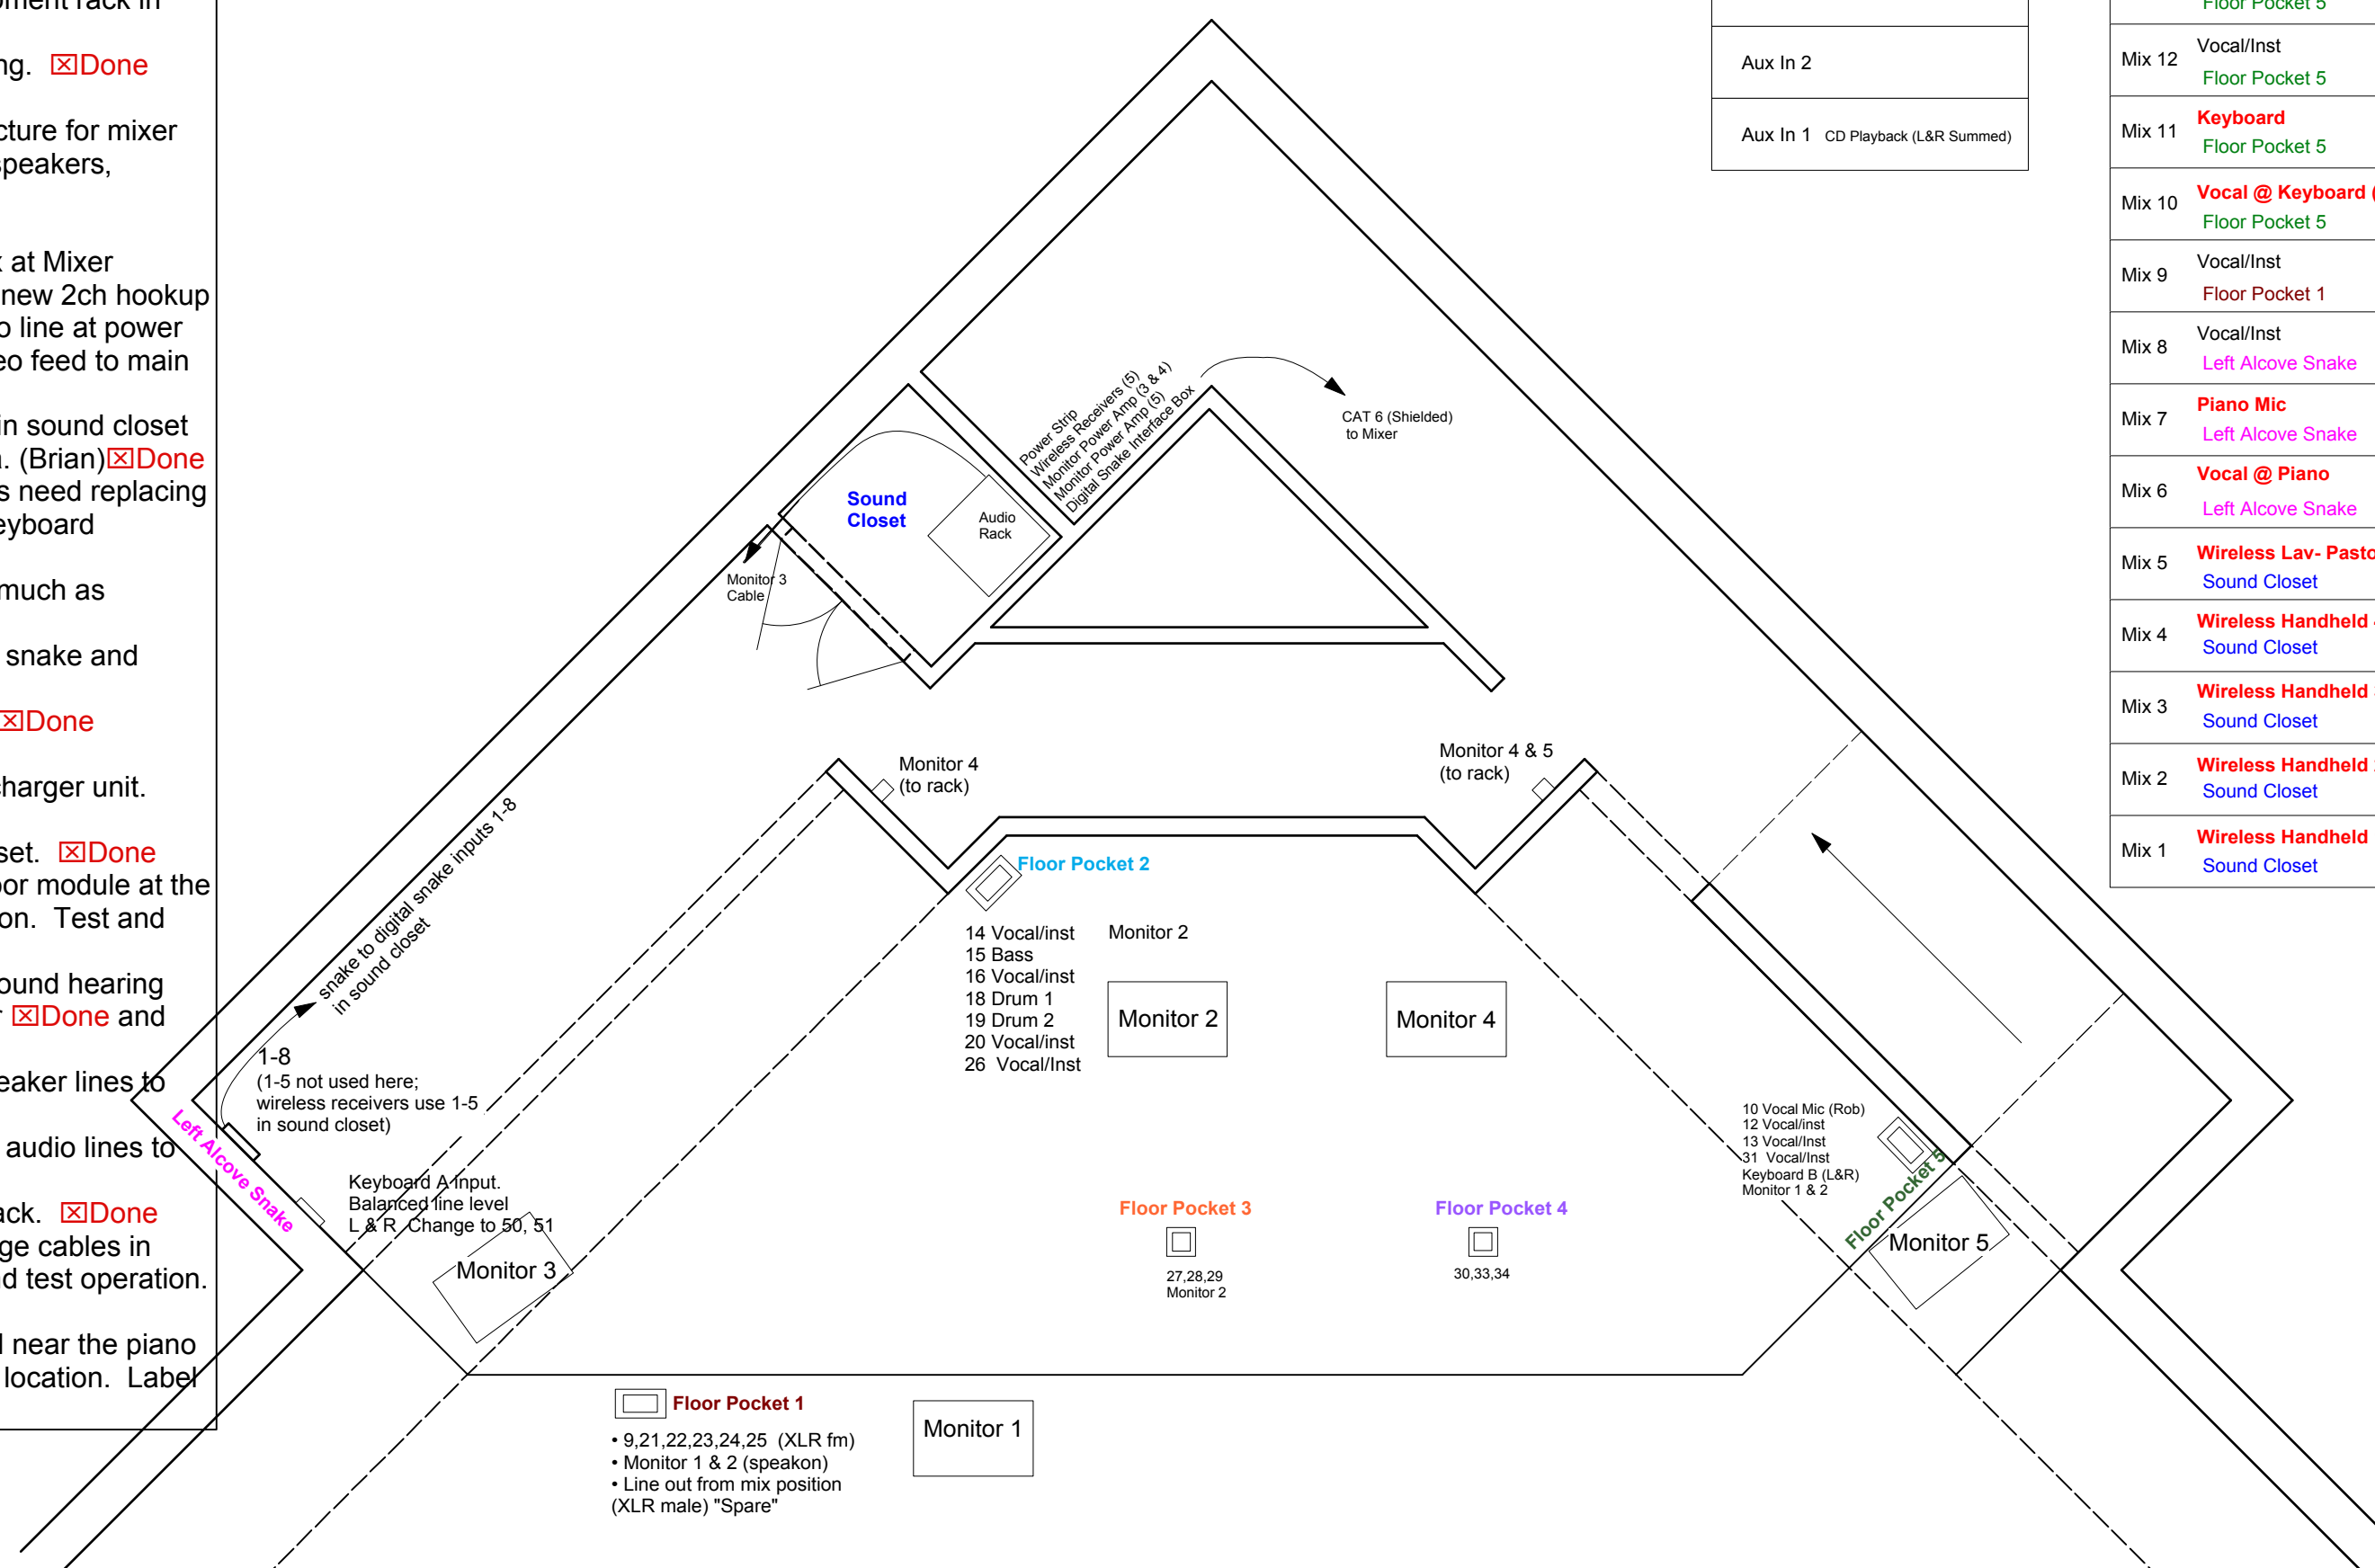 oment rack in
ng. ☒Done
cture for mixer
speakers,
x at Mixer
new 2ch hookup
o line at power
eo feed to main
in sound closet
a. (Brian)☒Done
s need replacing
eyboard
much as
snake and
☒Done
charger unit.
set. ☒Done
oor module at the
on. Test and
ound hearing
r ☒Done and
eaker lines to
audio lines to
ack. ☒Done
ge cables in
nd test operation.
d near the piano
location. Label
Power Strip
Wireless Receivers (5)
Monitor Power Amp (3 & 4)
Monitor Power Amp (5)
Digital Snake Interface Box
CAT 6 (Shielded)
to Mixer
Sound
Closet
Audio
Rack
Monitor 3
Cable
Monitor 4
(to rack)
Monitor 4 & 5
(to rack)
snake to digital snake inputs 1-8
in sound closet
1-8
(1-5 not used here;
wireless receivers use 1-5
in sound closet)
Left Alcove Snake
Keyboard A input.
Balanced line level
L & R Change to 50, 51
Monitor 3
Floor Pocket 2
14 Vocal/inst
15 Bass
16 Vocal/inst
18 Drum 1
19 Drum 2
20 Vocal/inst
26 Vocal/Inst
Monitor 2
Monitor 2
Monitor 4
Floor Pocket 3
27,28,29
Monitor 2
Floor Pocket 4
30,33,34
10 Vocal Mic (Rob)
12 Vocal/inst
13 Vocal/Inst
31 Vocal/Inst
Keyboard B (L&R)
Monitor 1 & 2
Floor Pocket 5
Monitor 5
Floor Pocket 1
• 9,21,22,23,24,25 (XLR fm)
• Monitor 1 & 2 (speakon)
• Line out from mix position
(XLR male) "Spare"
Monitor 1
Aux In 2
Aux In 1 CD Playback (L&R Summed)
Floor Pocket 5
Mix 12 Vocal/Inst
Floor Pocket 5
Mix 11 Keyboard
Floor Pocket 5
Mix 10 Vocal @ Keyboard (
Floor Pocket 5
Mix 9 Vocal/Inst
Floor Pocket 1
Mix 8 Vocal/Inst
Left Alcove Snake
Mix 7 Piano Mic
Left Alcove Snake
Mix 6 Vocal @ Piano
Left Alcove Snake
Mix 5 Wireless Lav- Pasto
Sound Closet
Mix 4 Wireless Handheld
Sound Closet
Mix 3 Wireless Handheld
Sound Closet
Mix 2 Wireless Handheld
Sound Closet
Mix 1 Wireless Handheld
Sound Closet